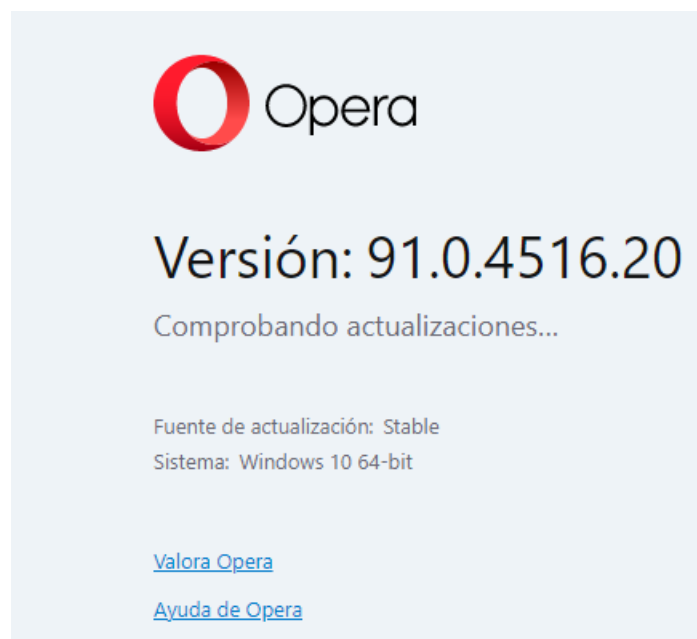 Opera
Versión: 91.0.4516.20
Comprobando actualizaciones...
Fuente de actualización: Stable
Sistema: Windows 10 64-bit
Valora Opera
Ayuda de Opera